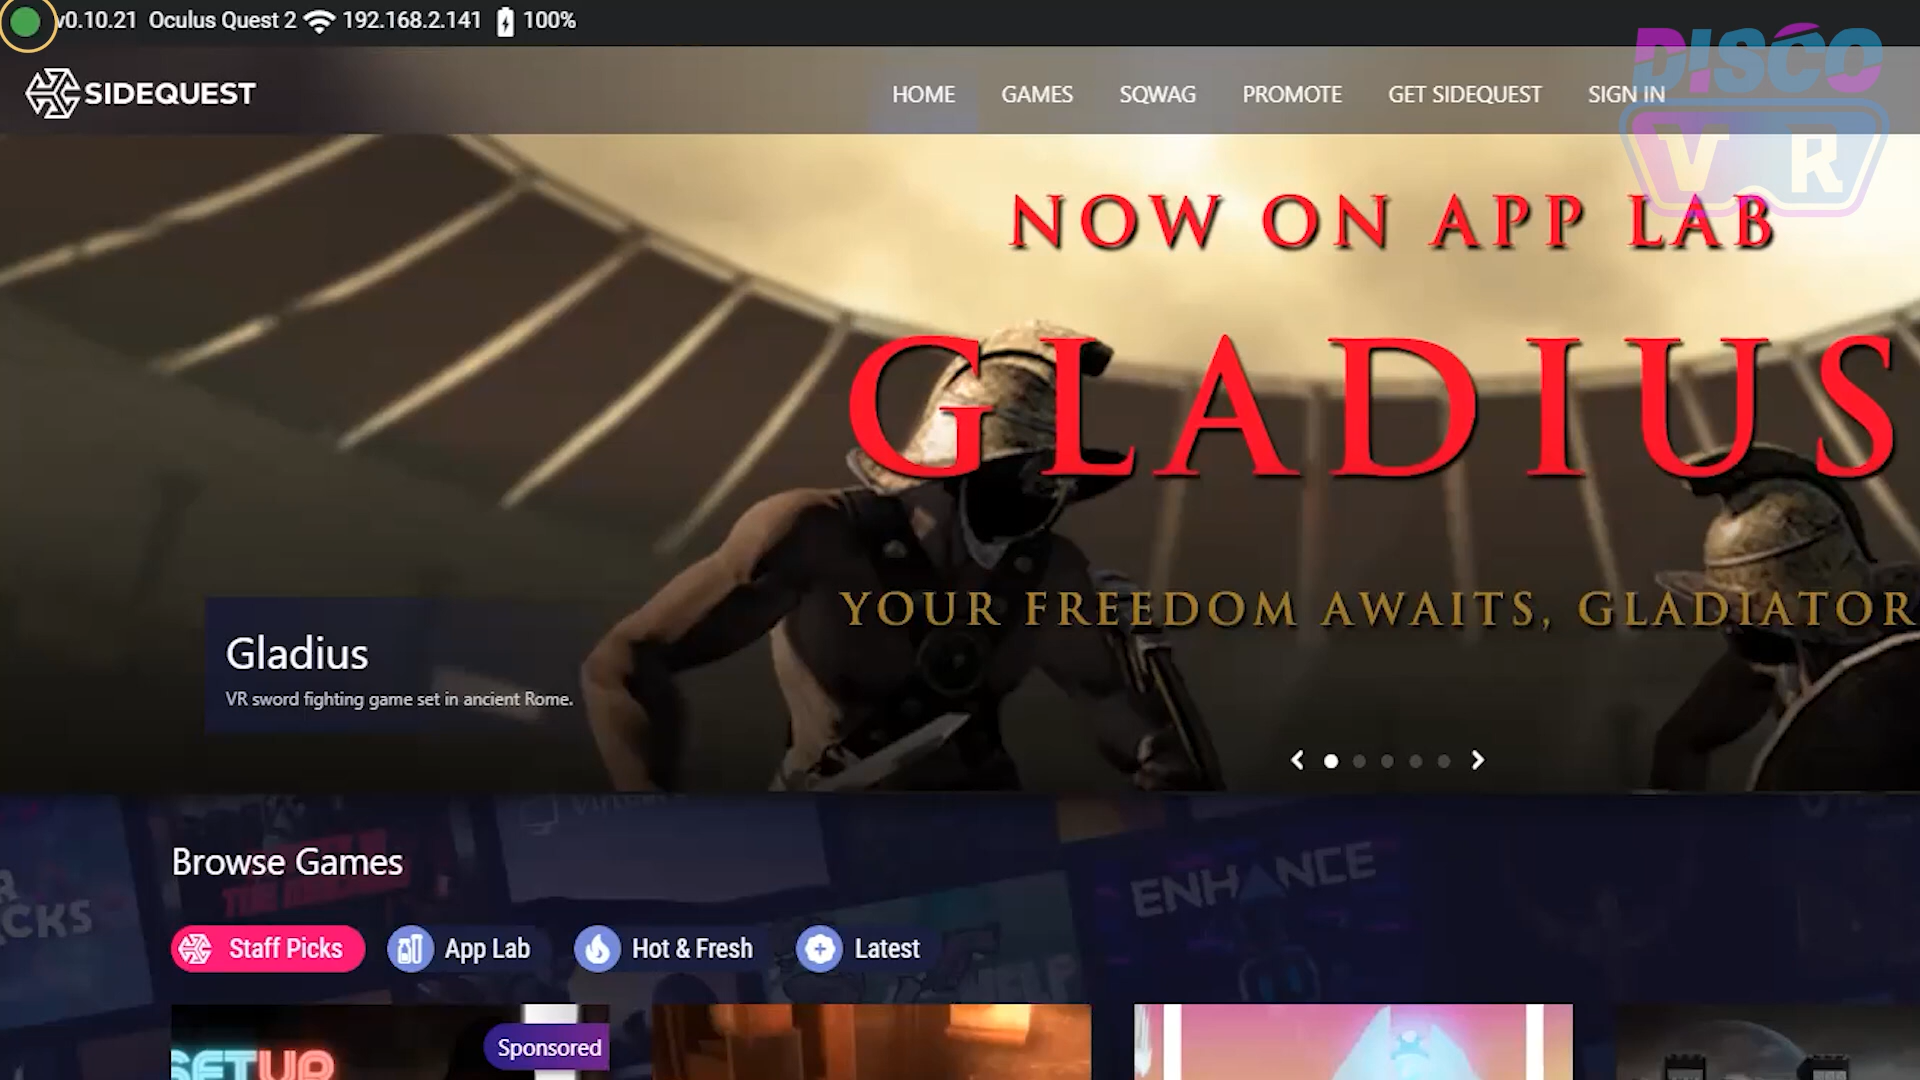 v0.10.21 Oculus Quest 2 192.168.2.141 100%
SIDEQUEST
HOME GAMES SQWAG PROMOTE GET SIDEQUEST SIGN IN
DISCO
VR
NOW ON APP LAB
GLADIUS
YOUR FREEDOM AWAITS, GLADIATOR
Gladius
VR sword fighting game set in ancient Rome.
Browse Games
ENHANCE
Staff Picks App Lab Hot & Fresh Latest
Sponsored
SETUP